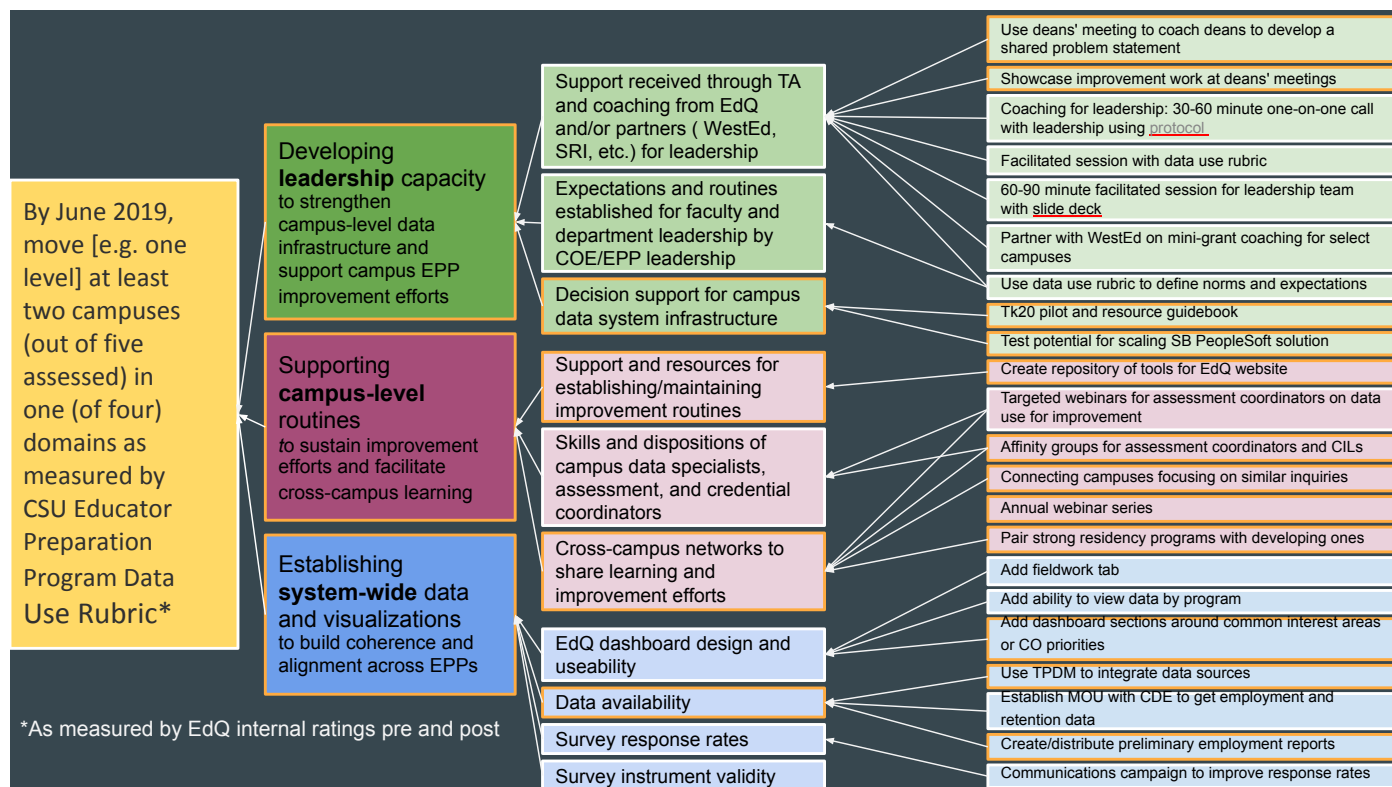 By June 2019,
move [e.g. one
level] at least
two campuses
(out of five
assessed) in
one (of four)
domains as
measured by
CSU Educator
Preparation
Program Data
Use Rubric*
*As measured by EdQ internal ratings pre and post
Developing
leadership capacity
to strengthen
campus-level data
infrastructure and
support campus EPP
improvement efforts
Supporting
campus-level
routines
to sustain improvement
efforts and facilitate
cross-campus learning
Establishing
system-wide data
and visualizations
to build coherence and
alignment across EPPs
Support received through TA
and coaching from EdQ
and/or partners ( WestEd,
SRI, etc.) for leadership
Expectations and routines
established for faculty and
department leadership by
COE/EPP leadership
Decision support for campus
data system infrastructure
Support and resources for
establishing/maintaining
improvement routines
Skills and dispositions of
campus data specialists,
assessment, and credential
coordinators
Cross-campus networks to
share learning and
improvement efforts
EdQ dashboard design and
useability
Data availability
Survey response rates
Survey instrument validity
Use deans' meeting to coach deans to develop a
shared problem statement
Showcase improvement work at deans' meetings
Coaching for leadership: 30-60 minute one-on-one call
with leadership using protocol
Facilitated session with data use rubric
60-90 minute facilitated session for leadership team
with slide deck
Partner with WestEd on mini-grant coaching for select
campuses
Use data use rubric to define norms and expectations
Tk20 pilot and resource guidebook
Test potential for scaling SB PeopleSoft solution
Create repository of tools for EdQ website
Targeted webinars for assessment coordinators on data
use for improvement
Affinity groups for assessment coordinators and CILs
Connecting campuses focusing on similar inquiries
Annual webinar series
Pair strong residency programs with developing ones
Add fieldwork tab
Add ability to view data by program
Add dashboard sections around common interest areas
or CO priorities
Use TPDM to integrate data sources
Establish MOU with CDE to get employment and
retention data
Create/distribute preliminary employment reports
Communications campaign to improve response rates